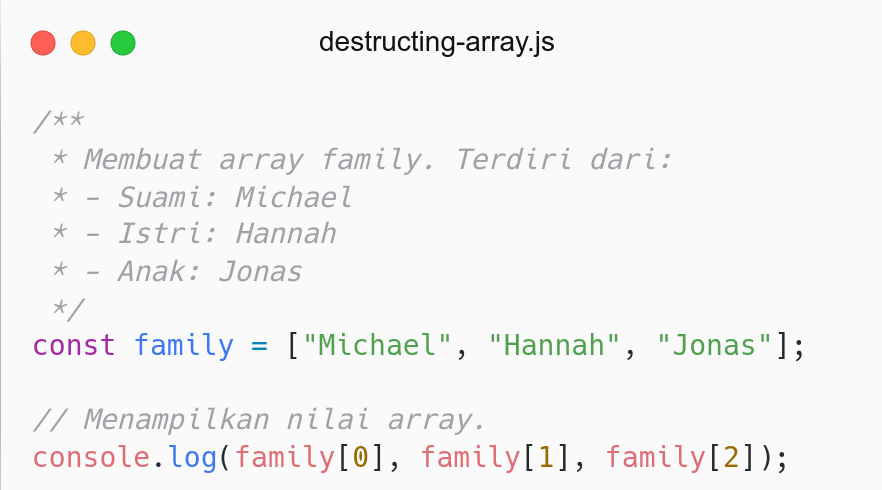 destructing-array.js
/**
 * Membuat array family. Terdiri dari:
 * - Suami: Michael
 * - Istri: Hannah
 * - Anak: Jonas
 */
const family = ["Michael", "Hannah", "Jonas"];
// Menampilkan nilai array.
console.log(family[0], family[1], family[2]);